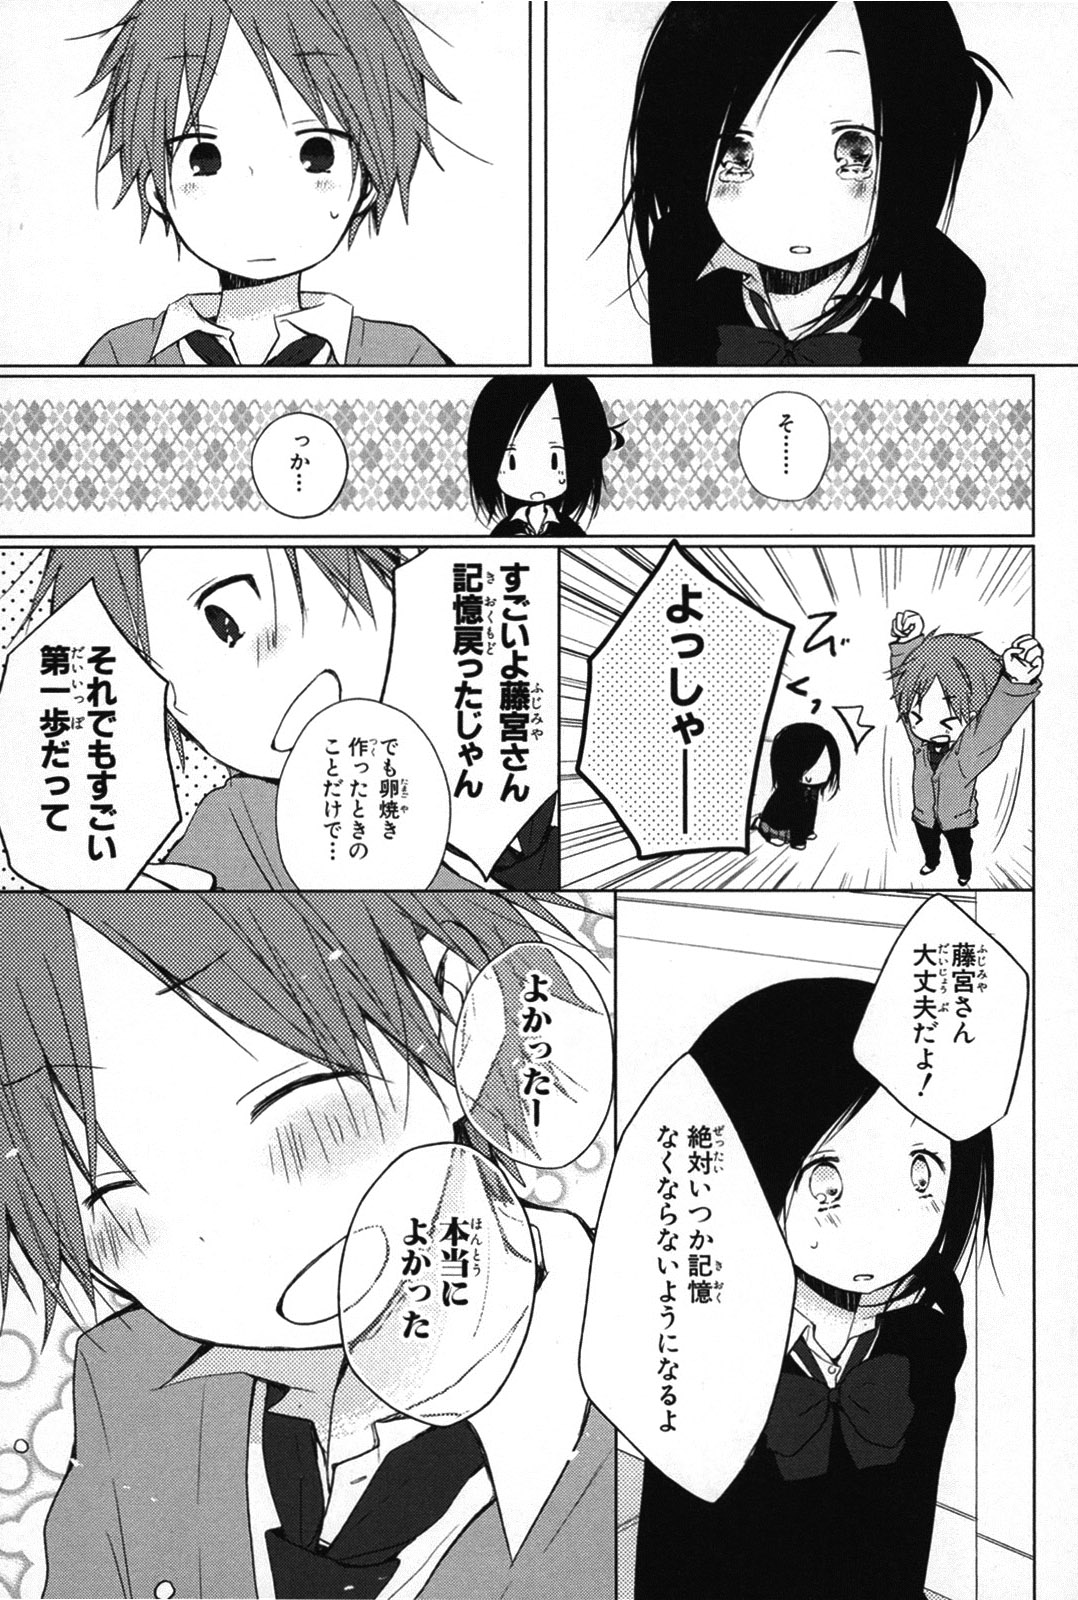 そ……
っか…
よっしゃーー
びくっ
すごいよ藤宮さん
記憶戻ったじゃん
でも卵焼き
作ったときの
ことだけで…
それでもすごい
第一歩だって
藤宮さん
大丈夫だよ！
絶対いつか記憶
なくならないようになるよ
よかったー
本当に
よかった